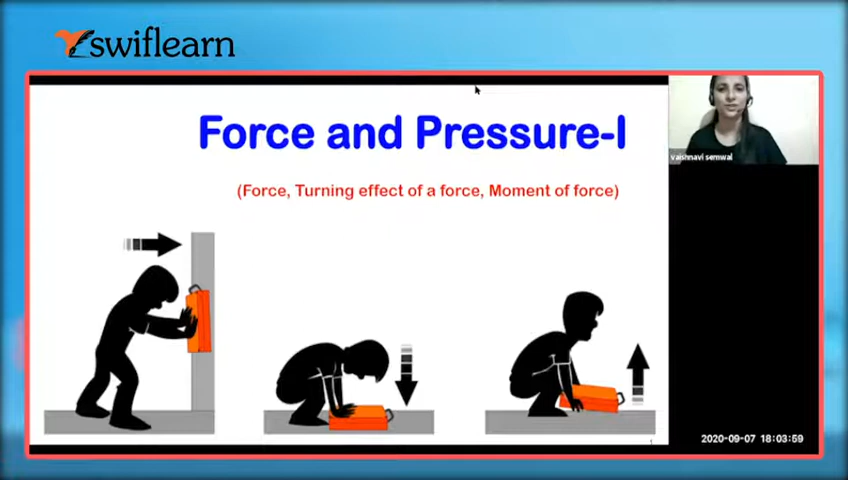 swiflearn
Force and Pressure-I
(Force, Turning effect of a force, Moment of force)
vaishnavi semwal
1
2020-09-07 18:03:59